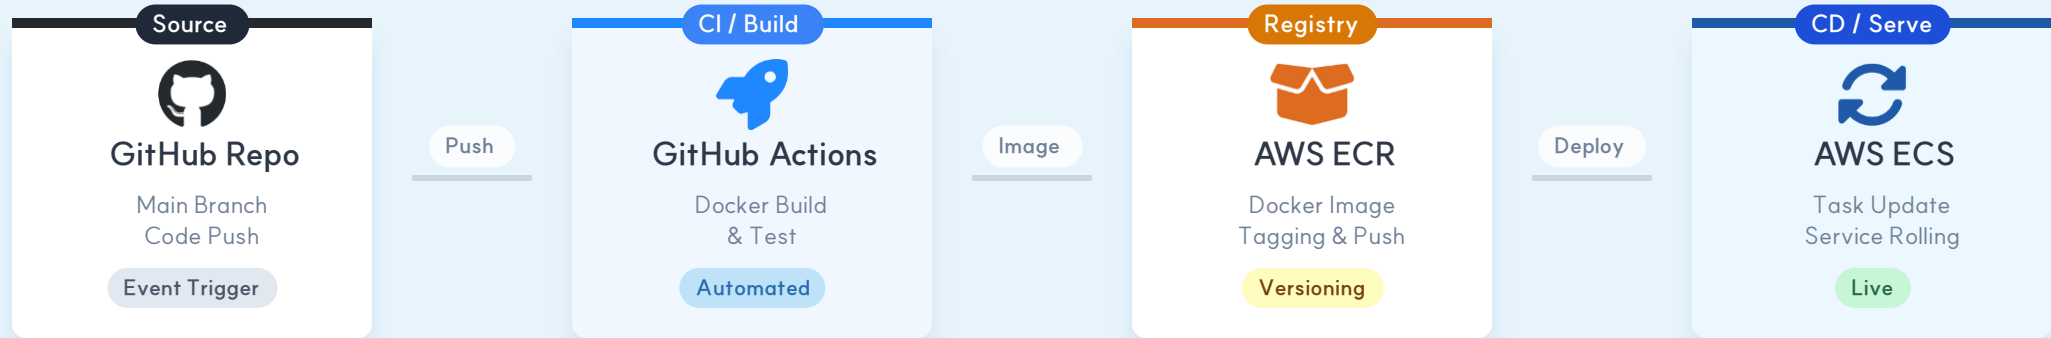 Source
GitHub Repo
Main Branch
Code Push
Event Trigger
Push
CI / Build
GitHub Actions
Docker Build
& Test
Automated
Image
Registry
AWS ECR
Docker Image
Tagging & Push
Versioning
Deploy
CD / Serve
AWS ECS
Task Update
Service Rolling
Live